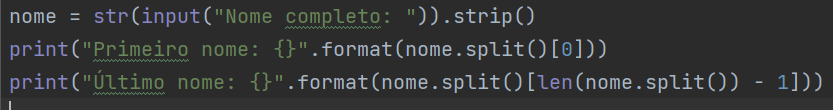 nome = str(input("Nome completo: ")).strip()
print("Primeiro nome: {}".format(nome.split()[0]))
print("Último nome: {}".format(nome.split()[len(nome.split()) - 1]))